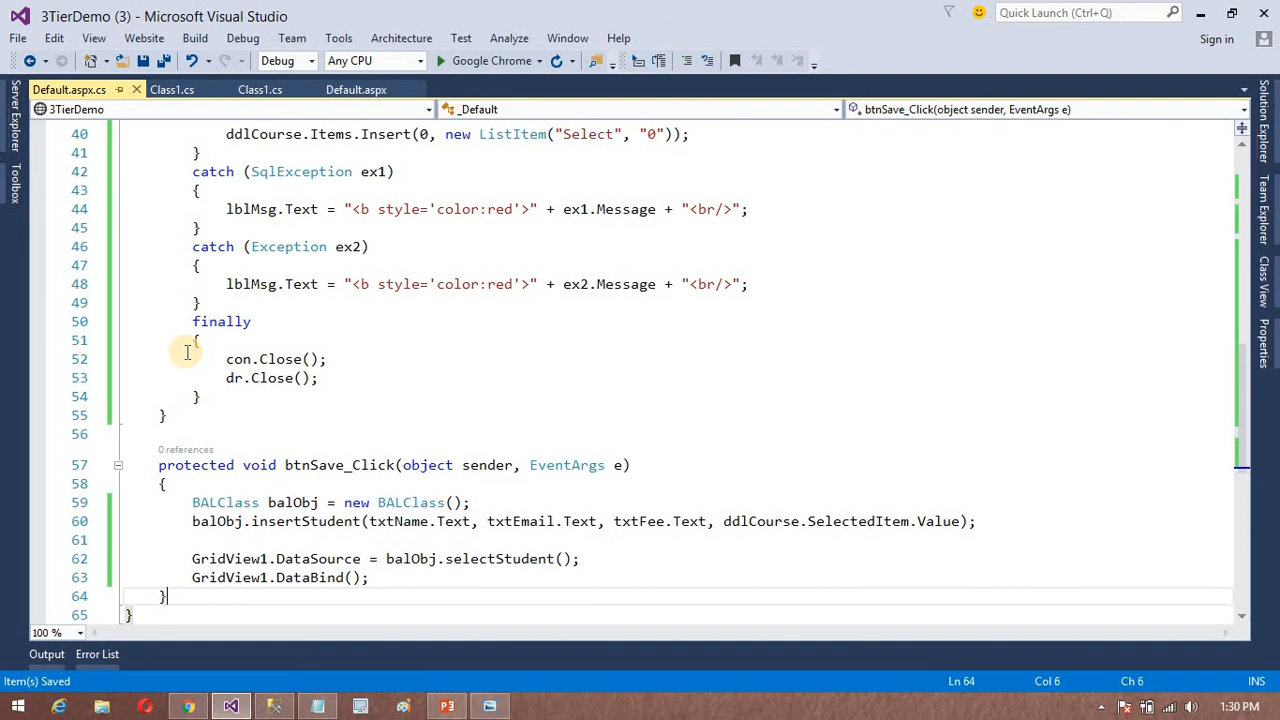 3TierDemo (3) - Microsoft Visual Studio
Quick Launch (Ctrl+Q)
File Edit View Website Build Debug Team Tools Architecture Test Analyze Window Help
Sign in
Debug Any CPU Google Chrome
Default.aspx.cs Class1.cs Class1.cs Default.aspx
3TierDemo _Default btnSave_Click(object sender, EventArgs e)
Server Explorer
Toolbox
Solution Explorer
Team Explorer
Class View
Properties
40 ddlCourse.Items.Insert(0, new ListItem("Select", "0"));
41 }
42 catch (SqlException ex1)
43 {
44 lblMsg.Text = "<b style='color:red'>" + ex1.Message + "<br/>";
45 }
46 catch (Exception ex2)
47 {
48 lblMsg.Text = "<b style='color:red'>" + ex2.Message + "<br/>";
49 }
50 finally
51 {
52 con.Close();
53 dr.Close();
54 }
55 }
56
0 references
57 protected void btnSave_Click(object sender, EventArgs e)
58 {
59 BALClass balObj = new BALClass();
60 balObj.insertStudent(txtName.Text, txtEmail.Text, txtFee.Text, ddlCourse.SelectedItem.Value);
61
62 GridView1.DataSource = balObj.selectStudent();
63 GridView1.DataBind();
64 }
65 }
100 %
Output Error List
Item(s) Saved Ln 64 Col 6 Ch 6 INS
1:30 PM